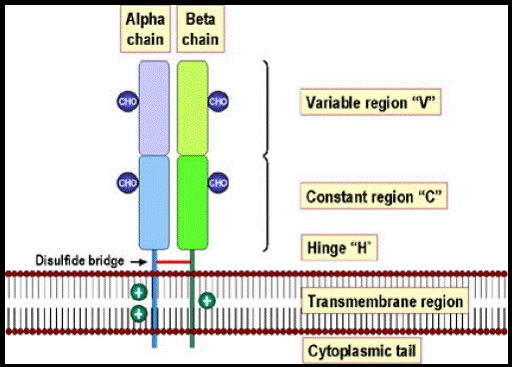 Alpha chain
Beta chain
CHO
CHO
Variable region “V”
CHO
CHO
Constant region “C”
Hinge “H”
Disulfide bridge
+
+
+
Transmembrane region
Cytoplasmic tail